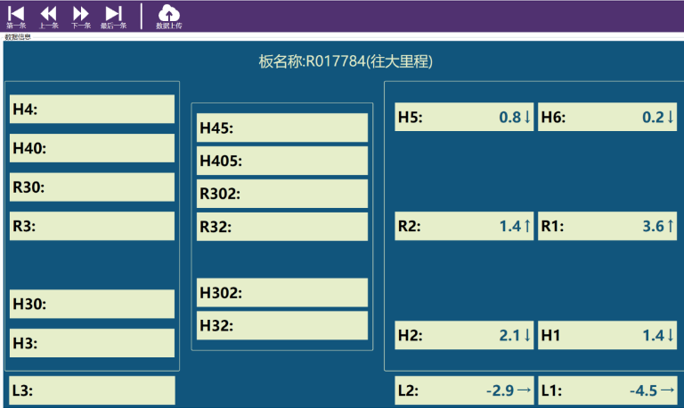 第一条 上一条 下一条 最后一条 数据上传
数据信息
板名称:R017784(往大里程)
H4:
H40:
R30:
R3:
H30:
H3:
L3:
H45:
H405:
R302:
R32:
H302:
H32:
H5: 0.8↓ H6: 0.2↓
R2: 1.4↑ R1: 3.6↑
H2: 2.1↓ H1 1.4↓
L2: -2.9→ L1: -4.5→